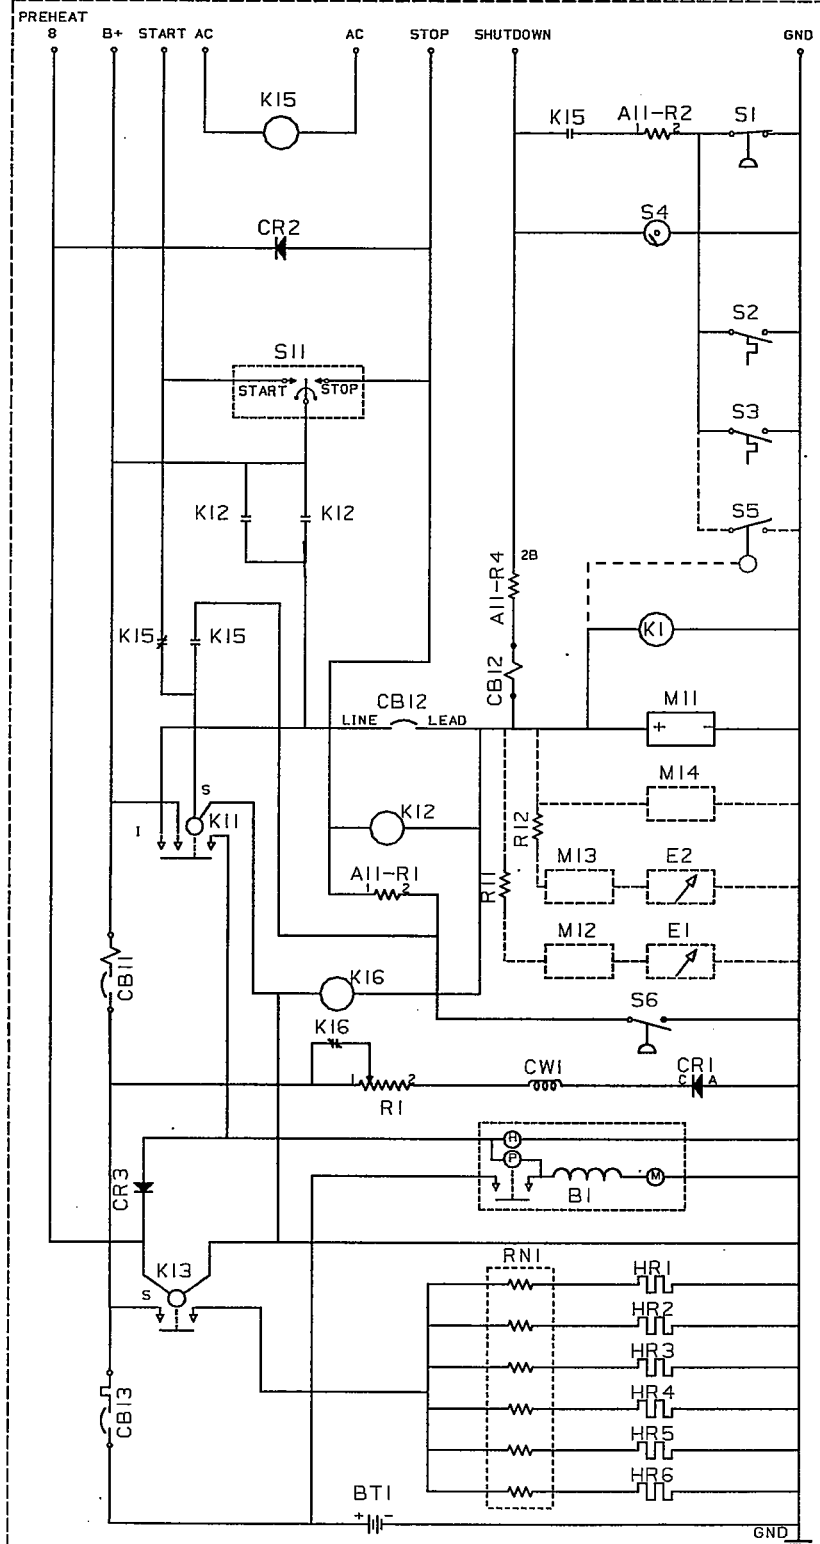 PREHEAT
8 B+ START AC AC STOP SHUTDOWN GND
K15
K15
A11-R2
1 2
S1
S4
CR2
S11
START STOP
S2
S3
K12 K12
S5
2B
A11-R4
K15 K15
K1
CB12
CB12
LINE LEAD
M11
+ -
S
K11
I
K12
M14
R12
A11-R1
1 2
R11
M13 E2
M12 E1
CB11
K16
S6
K16
1 2
R1
CW1
CR1
C A
H
P
B1
M
CR3
K13
S
RN1
HR1
HR2
HR3
HR4
HR5
HR6
CB13
BT1
+ -
GND